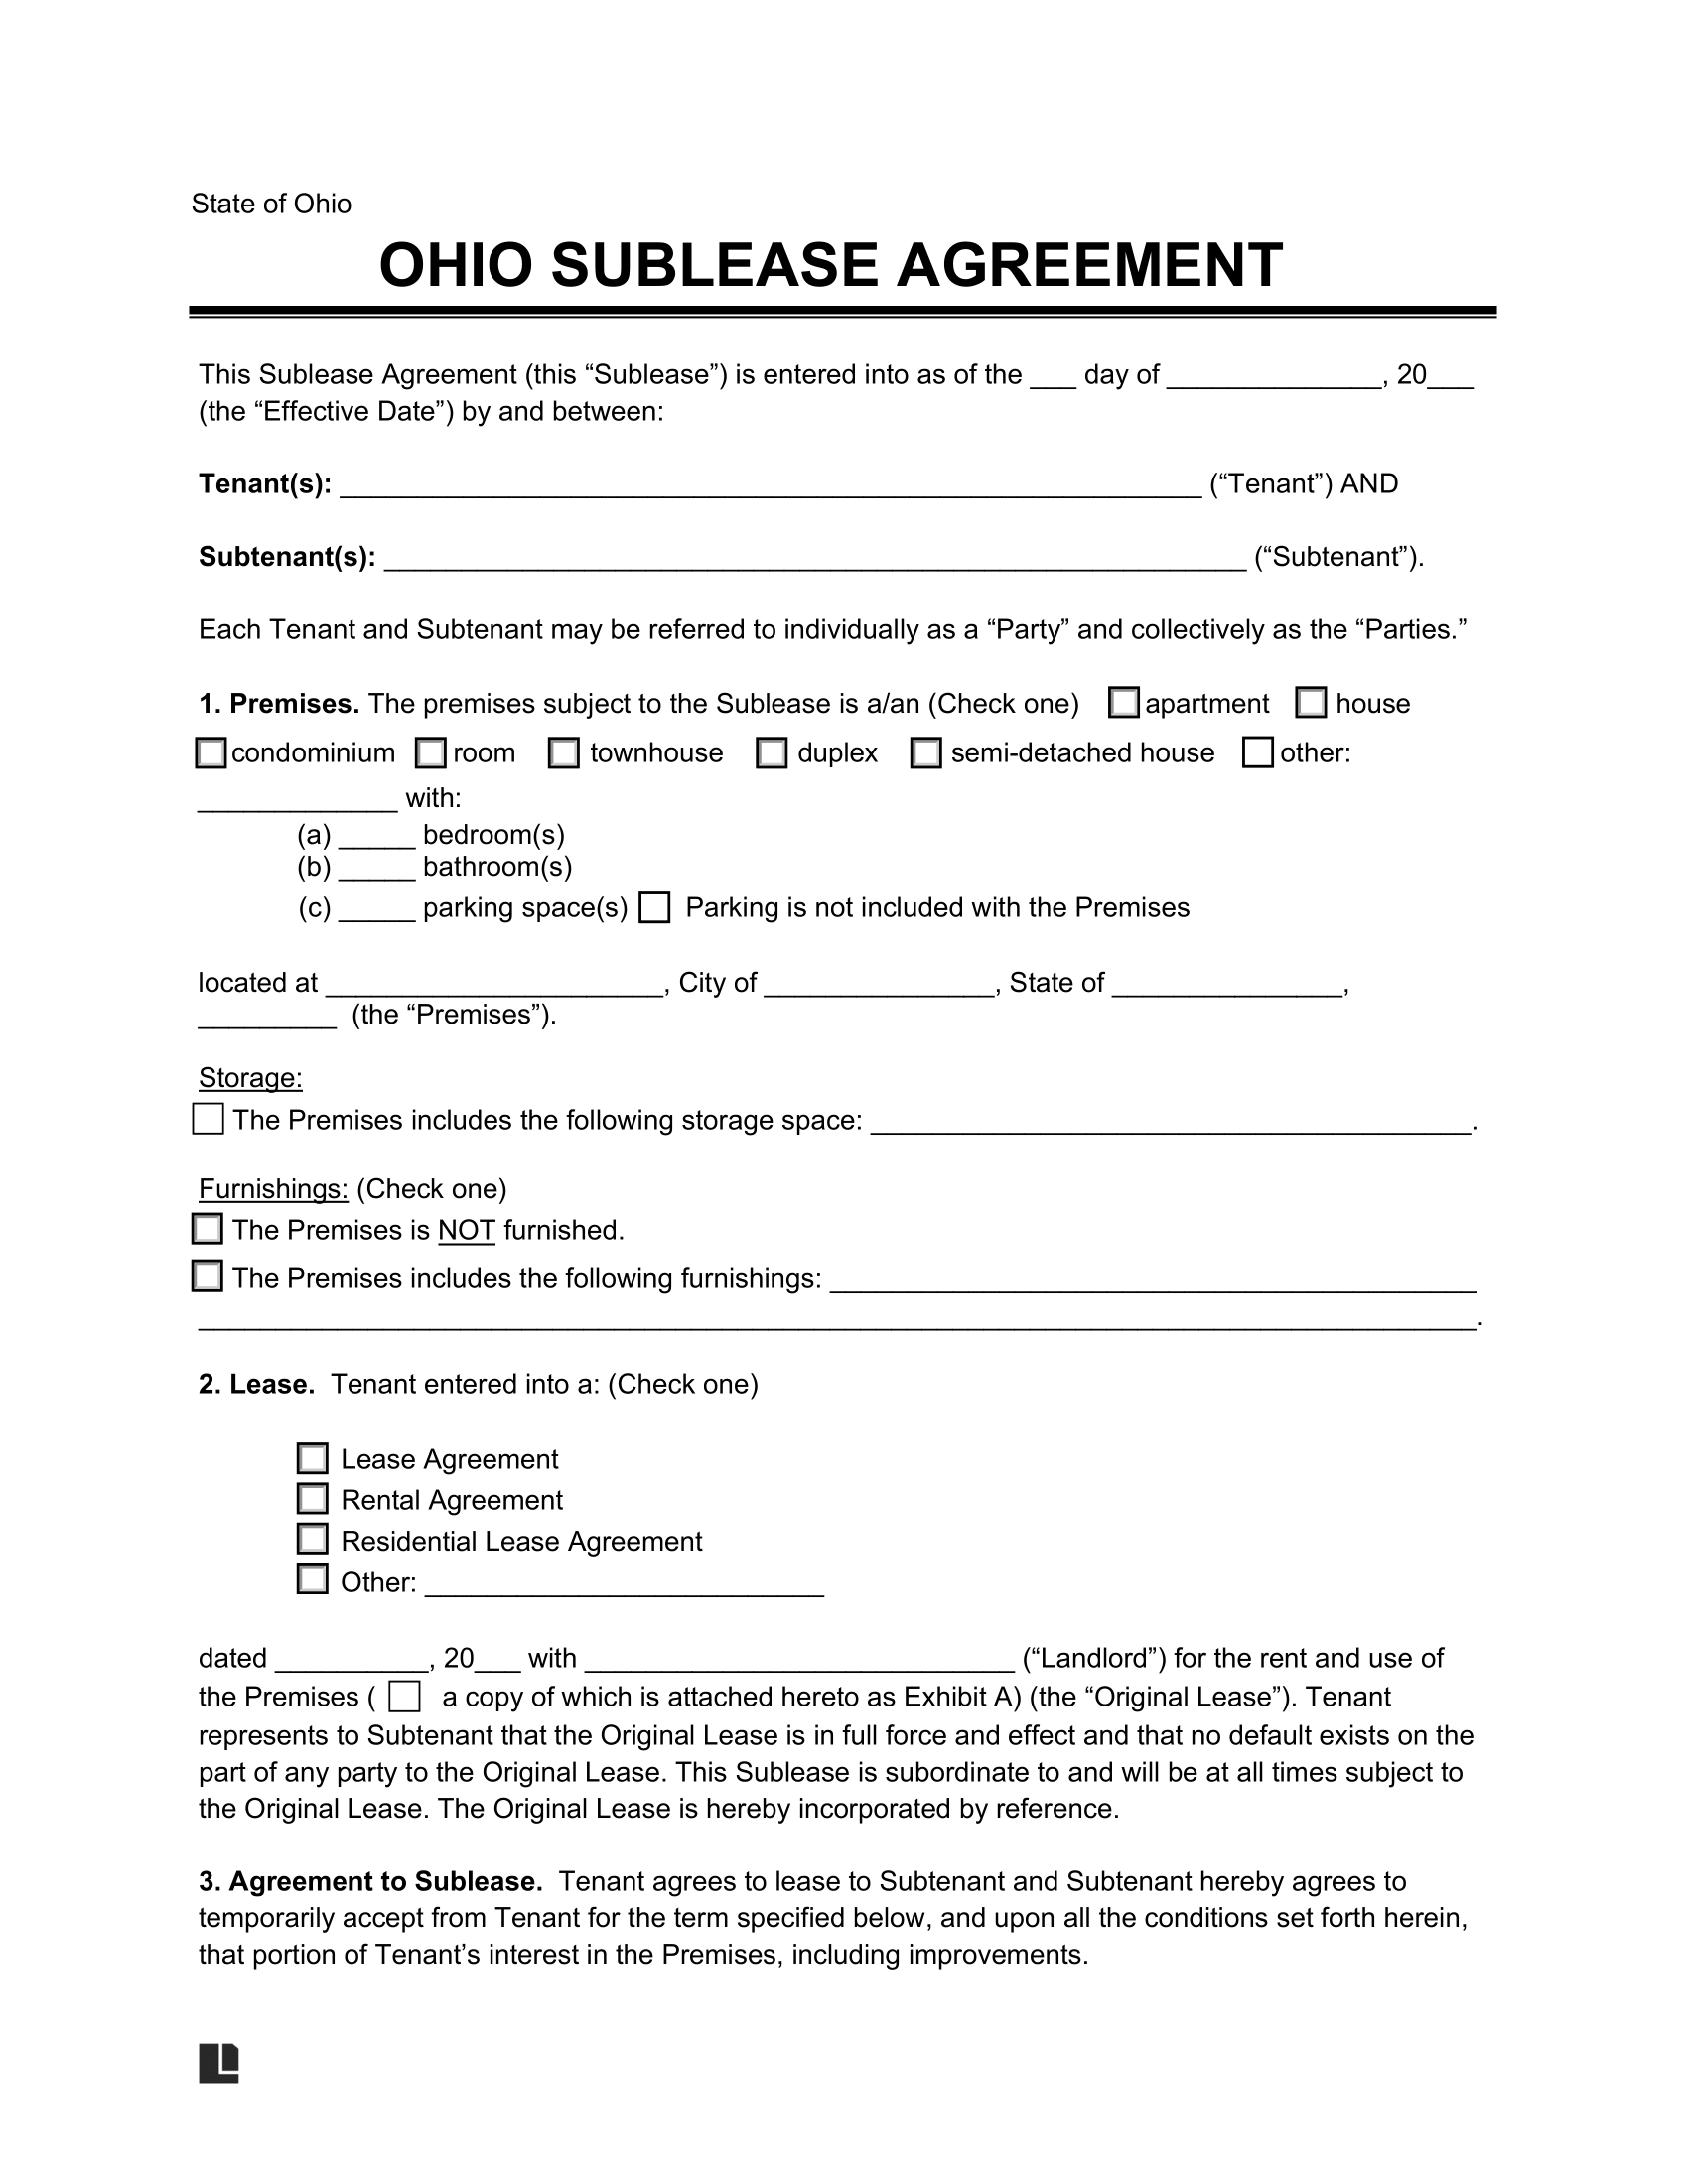 State of Ohio
OHIO SUBLEASE AGREEMENT
This Sublease Agreement (this “Sublease”) is entered into as of the ___ day of ______________, 20___
(the “Effective Date”) by and between:
Tenant(s): ________________________________________________________ (“Tenant”) AND
Subtenant(s): ________________________________________________________ (“Subtenant”).
Each Tenant and Subtenant may be referred to individually as a “Party” and collectively as the “Parties.”
1. Premises. The premises subject to the Sublease is a/an (Check one) ☐ apartment ☐ house
☐ condominium ☐ room ☐ townhouse ☐ duplex ☐ semi-detached house ☐ other:
_____________ with:
(a) _____ bedroom(s)
(b) _____ bathroom(s)
(c) _____ parking space(s) ☐ Parking is not included with the Premises
located at ______________________, City of _______________, State of _______________,
_________ (the “Premises”).
Storage:
☐ The Premises includes the following storage space: _______________________________________.
Furnishings: (Check one)
☐ The Premises is NOT furnished.
☐ The Premises includes the following furnishings: __________________________________________
___________________________________________________________________________________.
2. Lease. Tenant entered into a: (Check one)
☐ Lease Agreement
☐ Rental Agreement
☐ Residential Lease Agreement
☐ Other: __________________________
dated __________, 20___ with ____________________________ (“Landlord”) for the rent and use of
the Premises ( ☐ a copy of which is attached hereto as Exhibit A) (the “Original Lease”). Tenant
represents to Subtenant that the Original Lease is in full force and effect and that no default exists on the
part of any party to the Original Lease. This Sublease is subordinate to and will be at all times subject to
the Original Lease. The Original Lease is hereby incorporated by reference.
3. Agreement to Sublease. Tenant agrees to lease to Subtenant and Subtenant hereby agrees to
temporarily accept from Tenant for the term specified below, and upon all the conditions set forth herein,
that portion of Tenant’s interest in the Premises, including improvements.